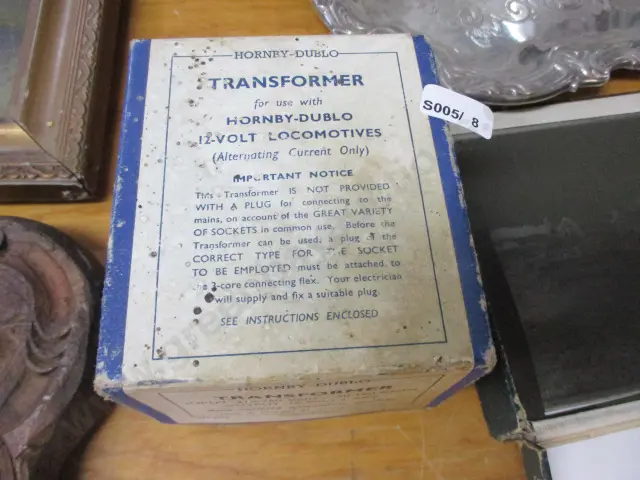 HORNBY-DUBLO
TRANSFORMER
for use with
HORNBY-DUBLO
12-VOLT LOCOMOTIVES
(Alternating Current Only)
IMPORTANT NOTICE
This Transformer IS NOT PROVIDED
WITH A PLUG for connecting to the
mains, on account of the GREAT VARIETY
OF SOCKETS in common use. Before the
Transformer can be used, a plug of the
CORRECT TYPE FOR THE SOCKET
TO BE EMPLOYED must be attached to
the 3-core connecting flex. Your electrician
will supply and fix a suitable plug.
SEE INSTRUCTIONS ENCLOSED
S005/ 8
HORNBY-DUBLO
TRANSFORMER